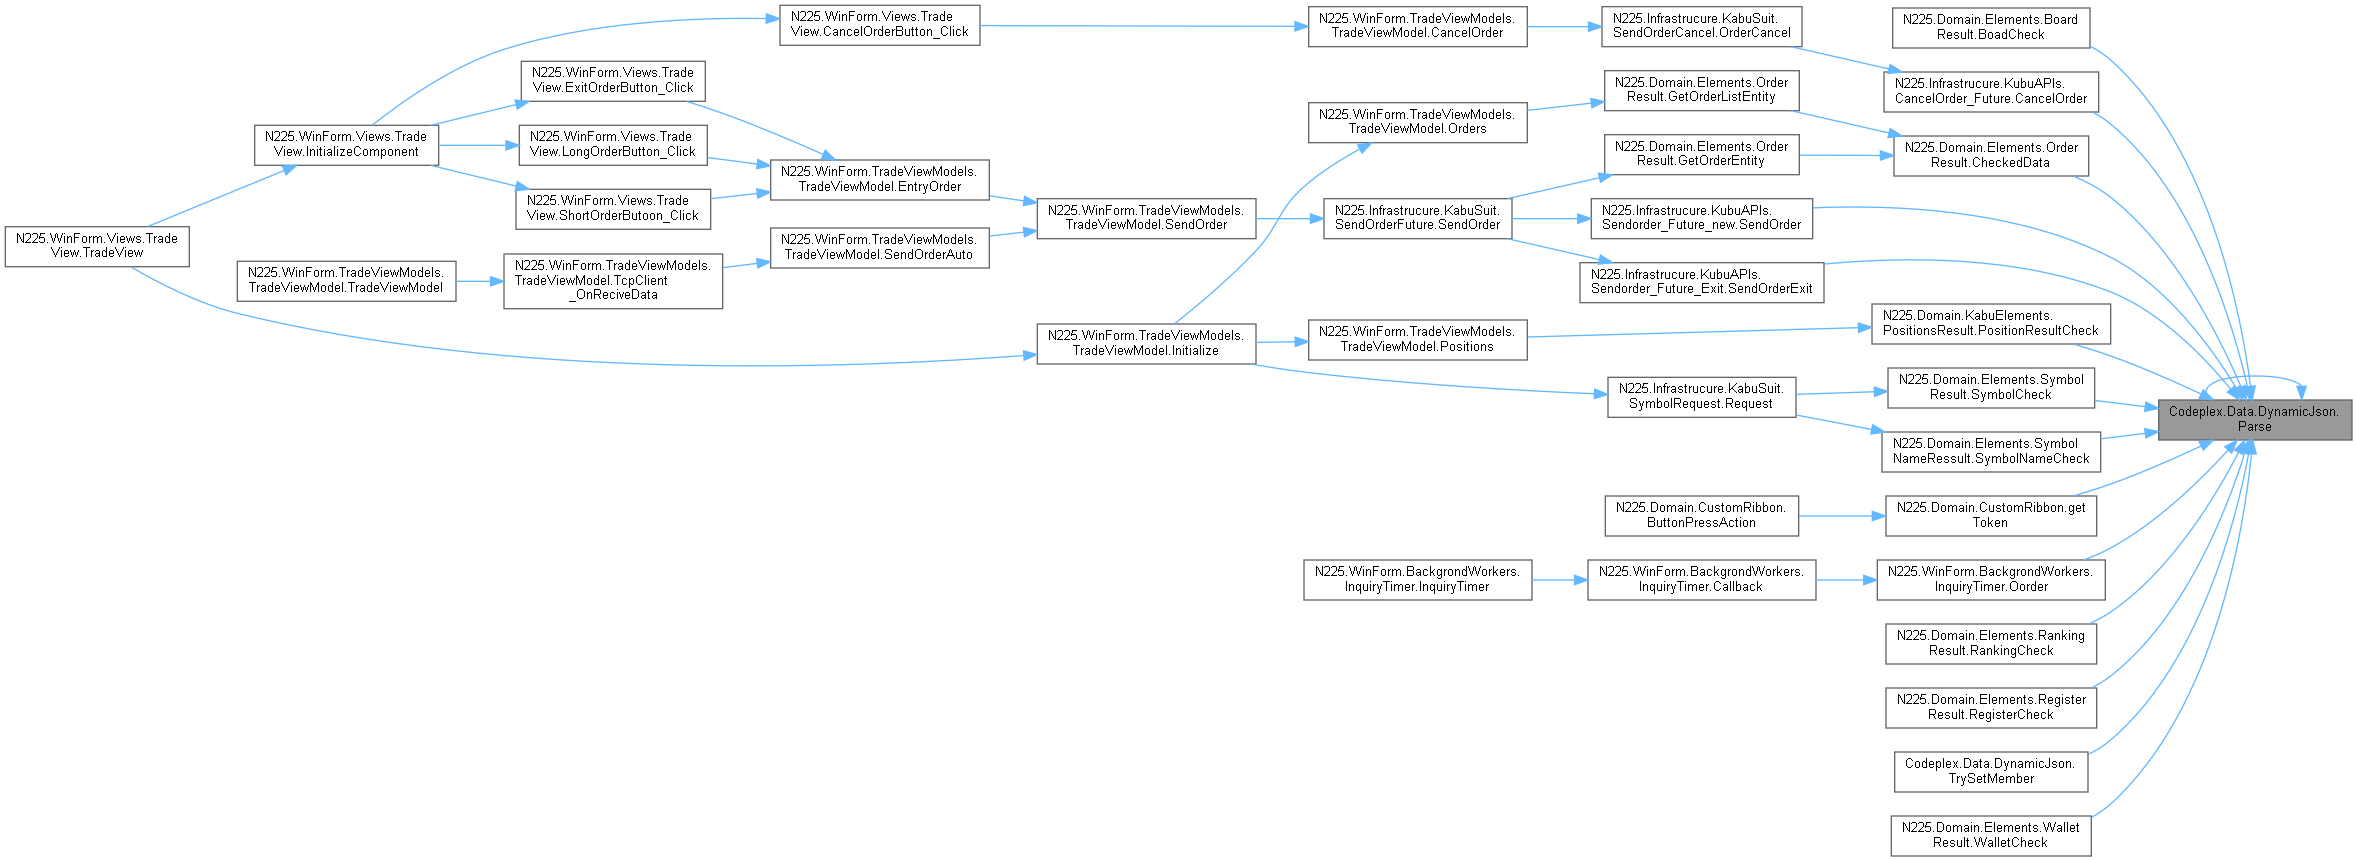 N225.WinForm.Views.Trade
View.TradeView
N225.WinForm.TradeViewModels.
TradeViewModel.TradeViewModel
N225.WinForm.Views.Trade
View.InitializeComponent
N225.WinForm.Views.Trade
View.ExitOrderButton_Click
N225.WinForm.Views.Trade
View.LongOrderButton_Click
N225.WinForm.Views.Trade
View.ShortOrderButoon_Click
N225.WinForm.TradeViewModels.
TradeViewModel.TcpClient
_OnReciveData
N225.WinForm.Views.Trade
View.CancelOrderButton_Click
N225.WinForm.TradeViewModels.
TradeViewModel.EntryOrder
N225.WinForm.TradeViewModels.
TradeViewModel.SendOrderAuto
N225.WinForm.TradeViewModels.
TradeViewModel.SendOrder
N225.WinForm.TradeViewModels.
TradeViewModel.Initialize
N225.WinForm.TradeViewModels.
TradeViewModel.CancelOrder
N225.WinForm.TradeViewModels.
TradeViewModel.Orders
N225.Infrastrucure.KabuSuit.
SendOrderFuture.SendOrder
N225.WinForm.TradeViewModels.
TradeViewModel.Positions
N225.WinForm.BackgrondWorkers.
InquiryTimer.InquiryTimer
N225.Infrastrucure.KabuSuit.
SendOrderCancel.OrderCancel
N225.Domain.Elements.Order
Result.GetOrderListEntity
N225.Domain.Elements.Order
Result.GetOrderEntity
N225.Infrastrucure.KubuAPIs.
Sendorder_Future_new.SendOrder
N225.Infrastrucure.KubuAPIs.
Sendorder_Future_Exit.SendOrderExit
N225.Infrastrucure.KabuSuit.
SymbolRequest.Request
N225.Domain.CustomRibbon.
ButtonPressAction
N225.WinForm.BackgrondWorkers.
InquiryTimer.Callback
N225.Domain.Elements.Board
Result.BoadCheck
N225.Infrastrucure.KubuAPIs.
CancelOrder_Future.CancelOrder
N225.Domain.Elements.Order
Result.CheckedData
N225.Domain.KabuElements.
PositionsResult.PositionResultCheck
N225.Domain.Elements.Symbol
Result.SymbolCheck
N225.Domain.Elements.Symbol
NameRessult.SymbolNameCheck
N225.Domain.CustomRibbon.get
Token
N225.WinForm.BackgrondWorkers.
InquiryTimer.Oorder
N225.Domain.Elements.Ranking
Result.RankingCheck
N225.Domain.Elements.Register
Result.RegisterCheck
Codeplex.Data.DynamicJson.
TrySetMember
N225.Domain.Elements.Wallet
Result.WalletCheck
Codeplex.Data.DynamicJson.
Parse